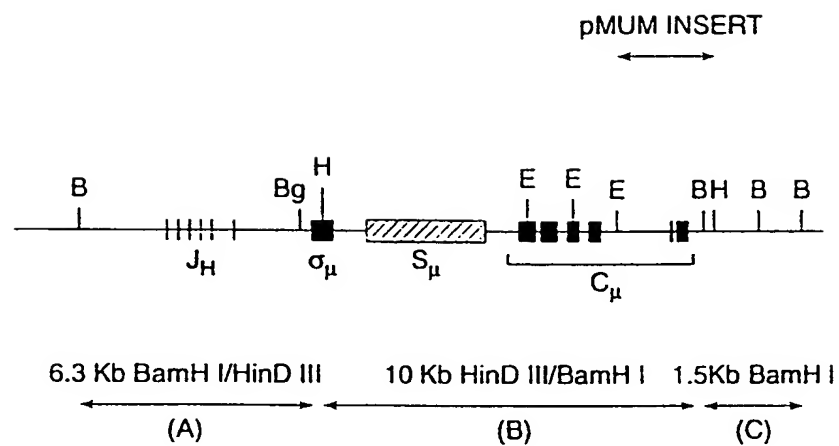 pMUM INSERT
B Bg H E E E B H B B
J_H σ_μ S_μ C_μ
6.3 Kb BamH I/HinD III 10 Kb HinD III/BamH I 1.5Kb BamH I
(A) (B) (C)